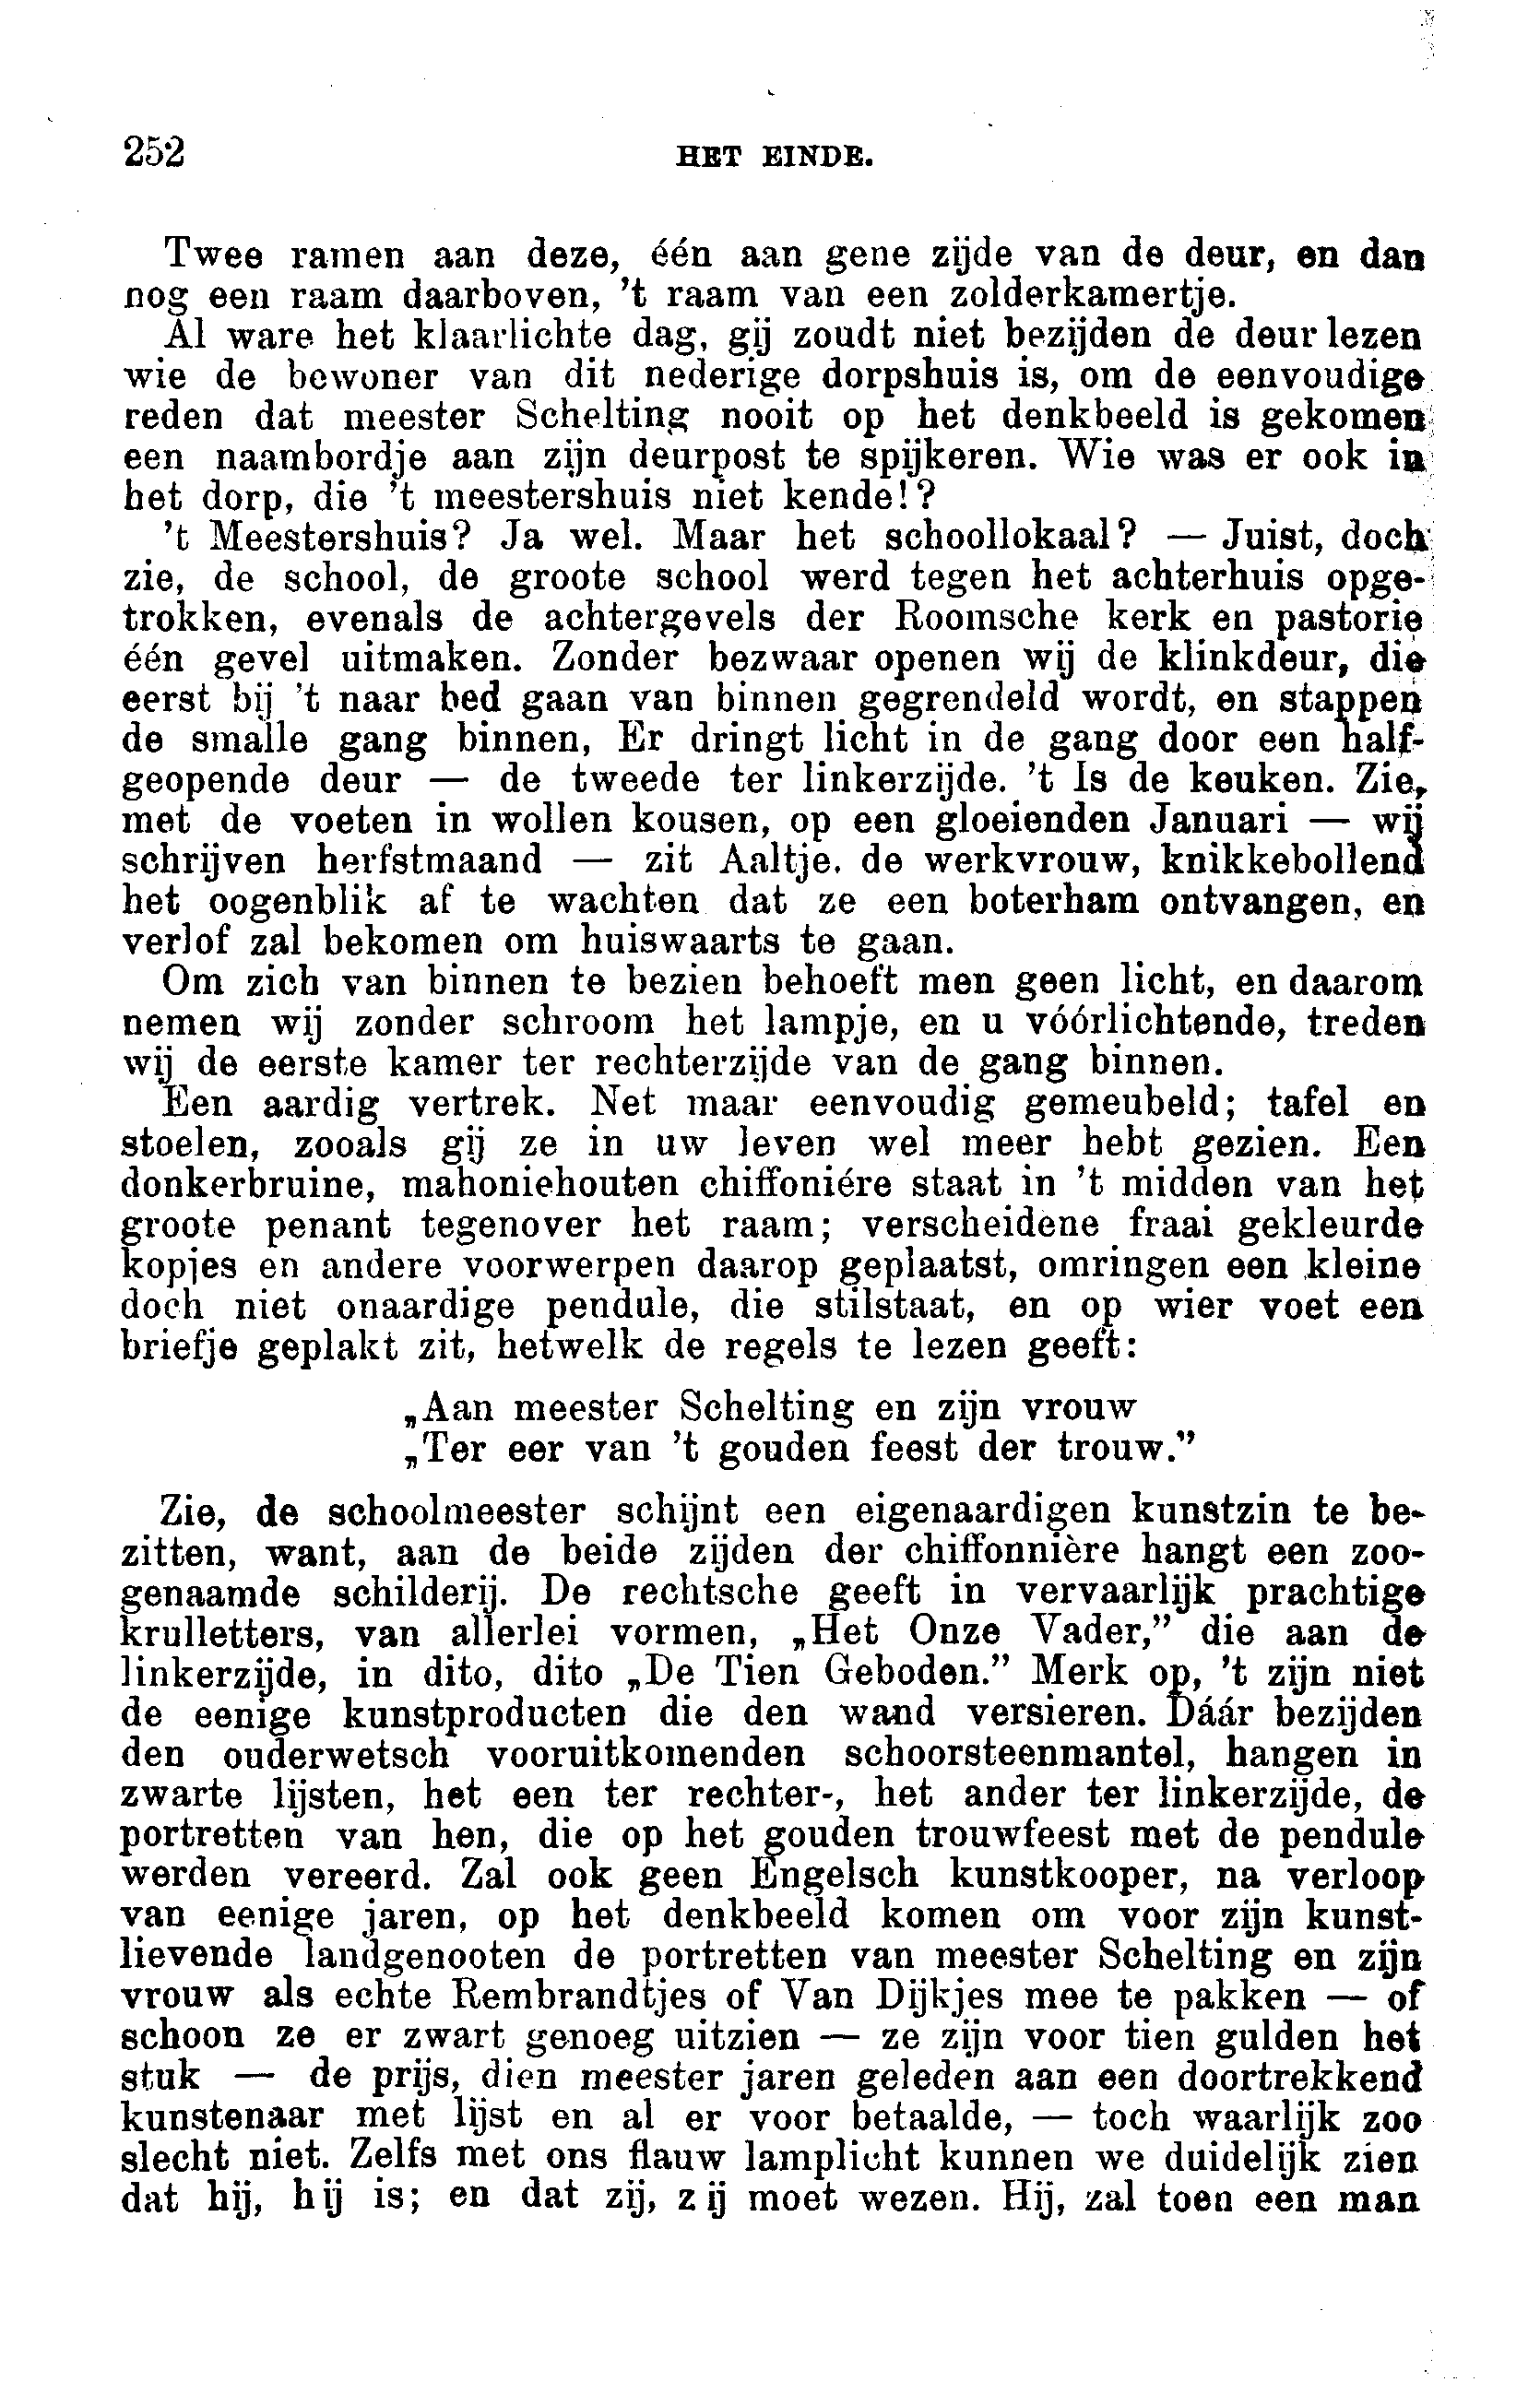 252 HET EINDE.
Twee ramen aan deze, één aan gene zijde van de deur, en dan
nog een raam daarboven, 't raam van een zolderkamertje.
Al ware het klaarlichte dag, gij zoudt niet bezijden de deur lezen
wie de bewoner van dit nederige dorpshuis is, om de eenvoudige
reden dat meester Schelting nooit op het denkbeeld is gekomen
een naambordje aan zijn deurpost te spijkeren. Wie was er ook in
het dorp, die 't meestershuis niet kende!?
't Meestershuis? Ja wel. Maar het schoollokaal? — Juist, doch
zie, de school, de groote school werd tegen het achterhuis opge-
trokken, evenals de achtergevels der Roomsche kerk en pastorie
één gevel uitmaken. Zonder bezwaar openen wij de klinkdeur, die
eerst bij 't naar bed gaan van binnen gegrendeld wordt, en stappen
de smalle gang binnen, Er dringt licht in de gang door een half-
geopende deur — de tweede ter linkerzijde. 't Is de keuken. Zie,
met de voeten in wollen kousen, op een gloeienden Januari — wij
schrijven herfstmaand — zit Aaltje, de werkvrouw, knikkebollend
het oogenblik af te wachten dat ze een boterham ontvangen, en
verlof zal bekomen om huiswaarts te gaan.
Om zich van binnen te bezien behoeft men geen licht, en daarom
nemen wij zonder schroom het lampje, en u vóórlichtende, treden
wij de eerste kamer ter rechterzijde van de gang binnen.
Een aardig vertrek. Net maar eenvoudig gemeubeld; tafel en
stoelen, zooals gij ze in uw leven wel meer hebt gezien. Een
donkerbruine, mahoniehouten chiffoniére staat in 't midden van het
groote penant tegenover het raam; verscheidene fraai gekleurde
kopjes en andere voorwerpen daarop geplaatst, omringen een kleine
doch niet onaardige pendule, die stilstaat, en op wier voet een
briefje geplakt zit, hetwelk de regels te lezen geeft:
„Aan meester Schelting en zijn vrouw
„Ter eer van 't gouden feest der trouw."
Zie, de schoolmeester schijnt een eigenaardigen kunstzin te be-
zitten, want, aan de beide zijden der chiffonnière hangt een zoo-
genaamde schilderij. De rechtsche geeft in vervaarlijk prachtige
krulletters, van allerlei vormen, „Het Onze Vader," die aan de
linkerzijde, in dito, dito „De Tien Geboden." Merk op, 't zijn niet
de eenige kunstproducten die den wand versieren. Dáár bezijden
den ouderwetsch vooruitkomenden schoorsteenmantel, hangen in
zwarte lijsten, het een ter rechter-, het ander ter linkerzijde, de
portretten van hen, die op het gouden trouwfeest met de pendule
werden vereerd. Zal ook geen Engelsch kunstkooper, na verloop
van eenige jaren, op het denkbeeld komen om voor zijn kunst-
lievende landgenooten de portretten van meester Schelting en zijn
vrouw als echte Rembrandtjes of Van Dijkjes mee te pakken — of
schoon ze er zwart genoeg uitzien — ze zijn voor tien gulden het
stuk — de prijs, dien meester jaren geleden aan een doortrekkend
kunstenaar met lijst en al er voor betaalde, — toch waarlijk zoo
slecht niet. Zelfs met ons flauw lamplicht kunnen we duidelijk zien
dat hij, hij is; en dat zij, zij moet wezen. Hij, zal toen een man